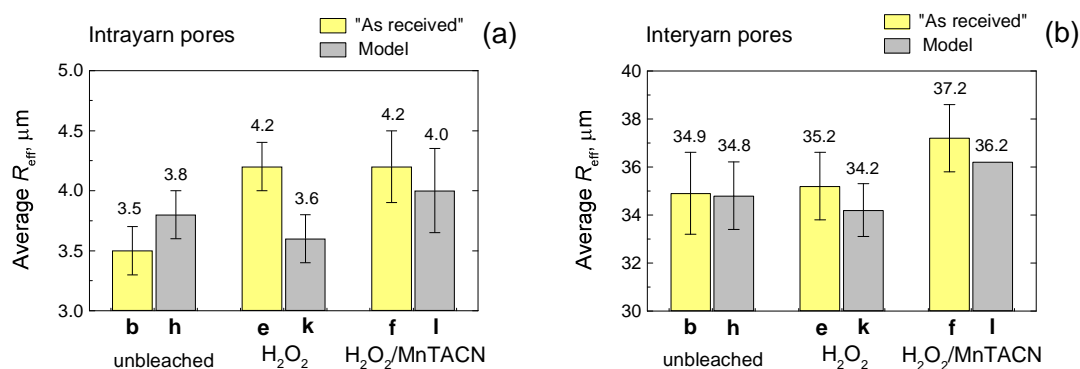 Intrayarn pores
"As received"
Model
(a)
Average Reff, μm
5.0
4.5
4.0
3.5
3.0
3.5
3.8
4.2
3.6
4.2
4.0
b h e k f l
unbleached H2O2 H2O2/MnTACN
Interyarn pores
"As received"
Model
(b)
Average Reff, μm
40
38
36
34
32
30
34.9
34.8
35.2
34.2
37.2
36.2
b h e k f l
unbleached H2O2 H2O2/MnTACN